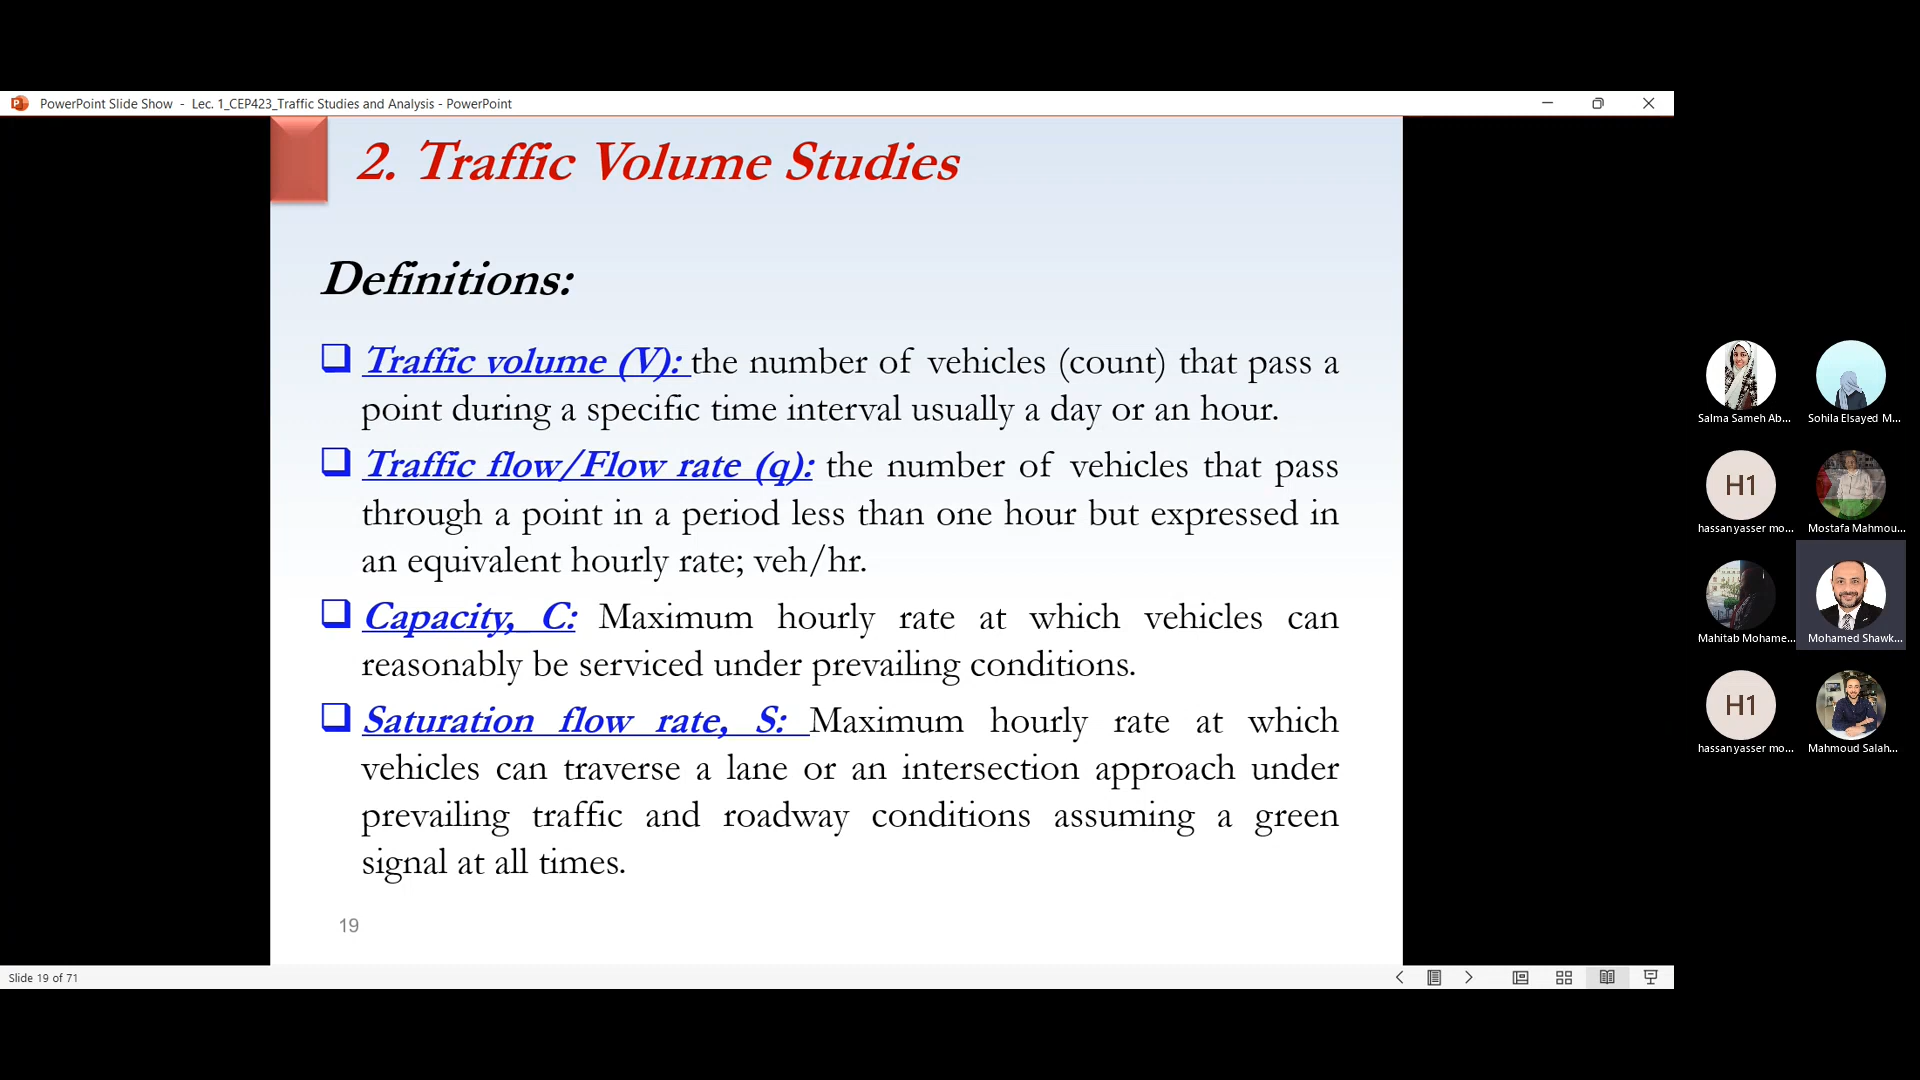 PowerPoint Slide Show - Lec. 1_CEP423_Traffic Studies and Analysis - PowerPoint
2. Traffic Volume Studies
Definitions:
Traffic volume (V): the number of vehicles (count) that pass a
point during a specific time interval usually a day or an hour.
Traffic flow/Flow rate (q): the number of vehicles that pass
through a point in a period less than one hour but expressed in
an equivalent hourly rate; veh/hr.
Capacity, C: Maximum hourly rate at which vehicles can
reasonably be serviced under prevailing conditions.
Saturation flow rate, S: Maximum hourly rate at which
vehicles can traverse a lane or an intersection approach under
prevailing traffic and roadway conditions assuming a green
signal at all times.
19
Slide 19 of 71
Salma Sameh Ab...
Sohila Elsayed M...
H1
hassan yasser mo...
Mostafa Mahmou...
Mahitab Mohame...
Mohamed Shawk...
H1
hassan yasser mo...
Mahmoud Salah...